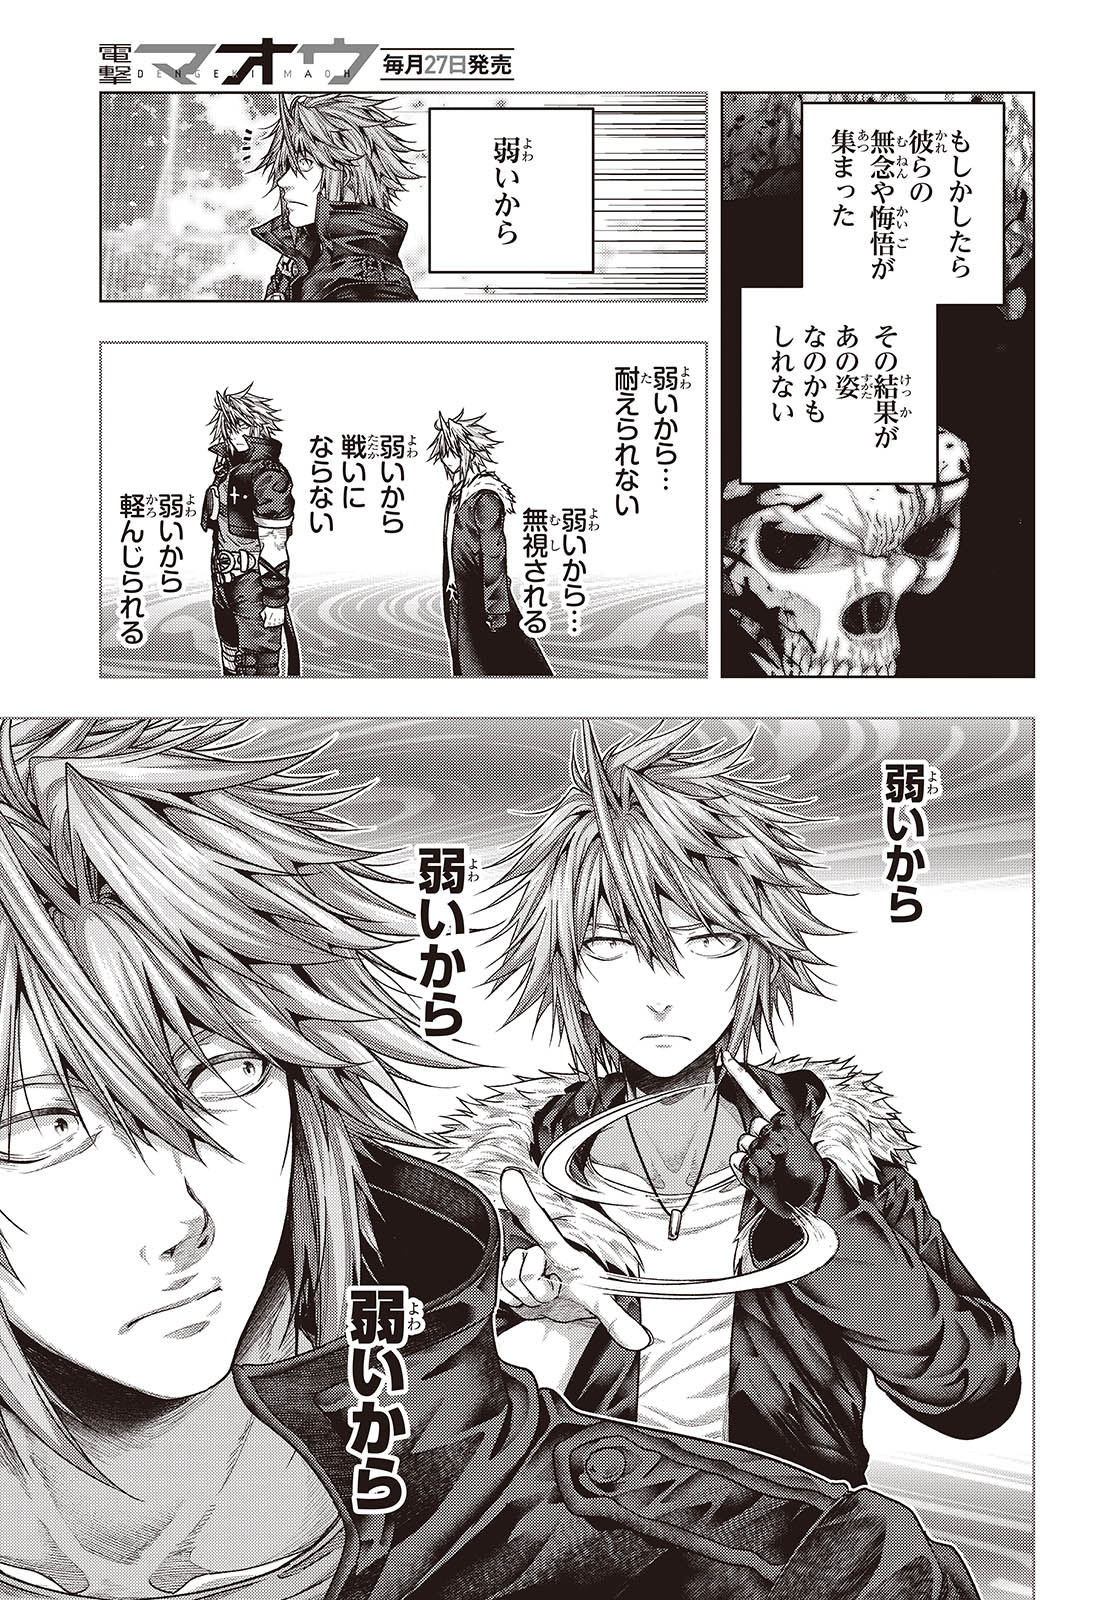 電撃マオウ
DENGEKI MAOH
毎月27日発売
もしかしたら
彼らの
無念や悔悟が
集まった
その結果が
あの姿
なのかも
しれない
弱いから
弱いから…
耐えられない
弱いから…
無視される
弱いから
戦いに
ならない
弱いから
軽んじられる
弱いから
弱いから
弱いから